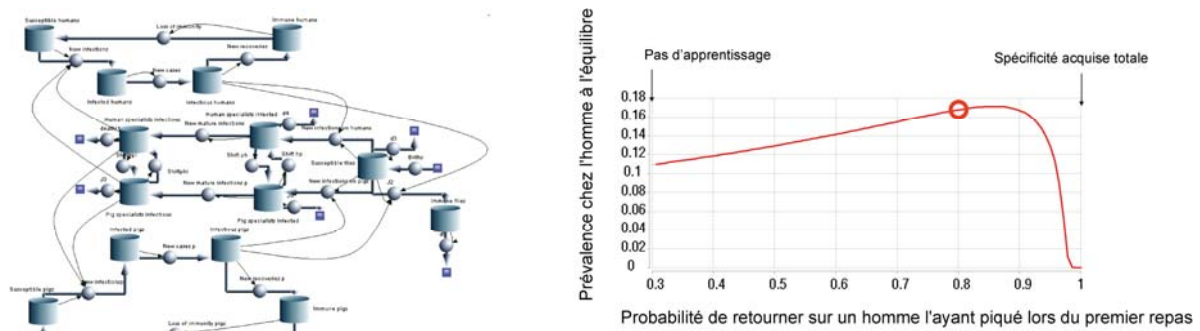 Susceptible humans
Immune humans
Loss of immunity
New infections
New recoveries
New cases
Infected humans
Infectious humans
Human specialists infectious
Human specialists infected
New mature infections
New infections on humans
Susceptible flies
Births
Shift ph
Shift hp
New mature infections p
New infections on pigs
Pig specialists infectious
Pig specialists infected
Immune flies
Infected pigs
Infectious pigs
New cases p
New recoveries p
Susceptible pigs
Immune pigs
Loss of immunity pigs
Prévalence chez l'homme à l'équilibre
Pas d'apprentissage
Spécificité acquise totale
0.18
0.16
0.14
0.12
0.10
0.08
0.06
0.04
0.02
0
0.3 0.4 0.5 0.6 0.7 0.8 0.9 1
Probabilité de retourner sur un homme l'ayant piqué lors du premier repas